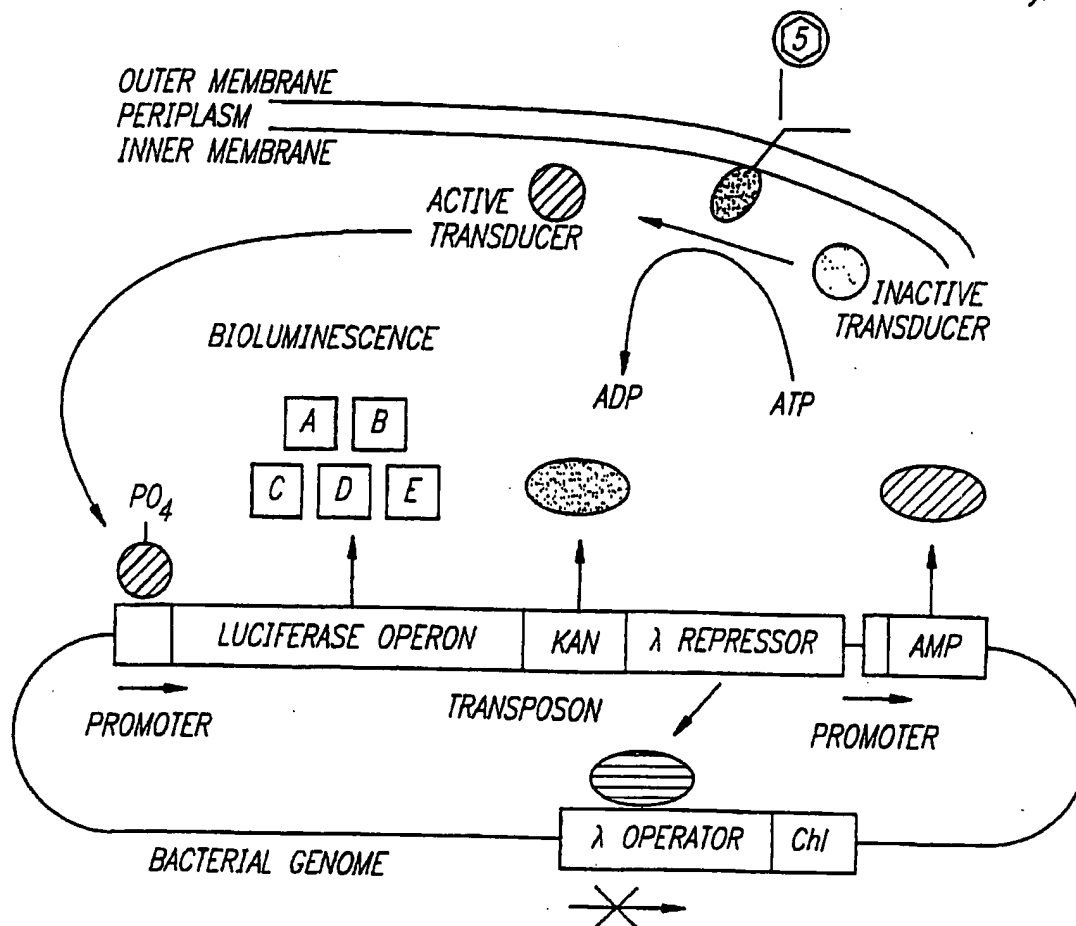 5
OUTER MEMBRANE
PERIPLASM
INNER MEMBRANE
ACTIVE
TRANSDUCER
INACTIVE
TRANSDUCER
BIOLUMINESCENCE
ADP
ATP
A B
C D E
PO4
LUCIFERASE OPERON KAN λ REPRESSOR AMP
PROMOTER
TRANSPOSON
PROMOTER
λ OPERATOR Chl
BACTERIAL GENOME